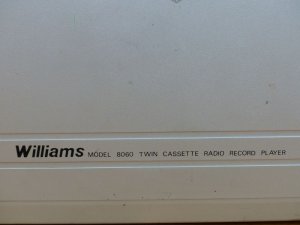 Williams MODEL 8060 TWIN CASSETTE RADIO RECORD PLAYER